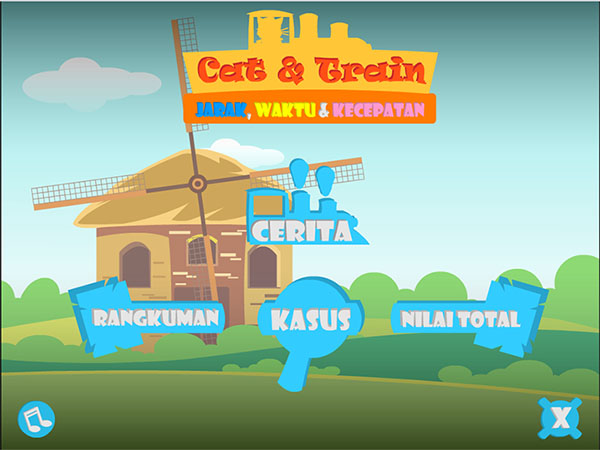 Cat & Train
JARAK, WAKTU & KECEPATAN
CERITA
RANGKUMAN
KASUS
NILAI TOTAL
X